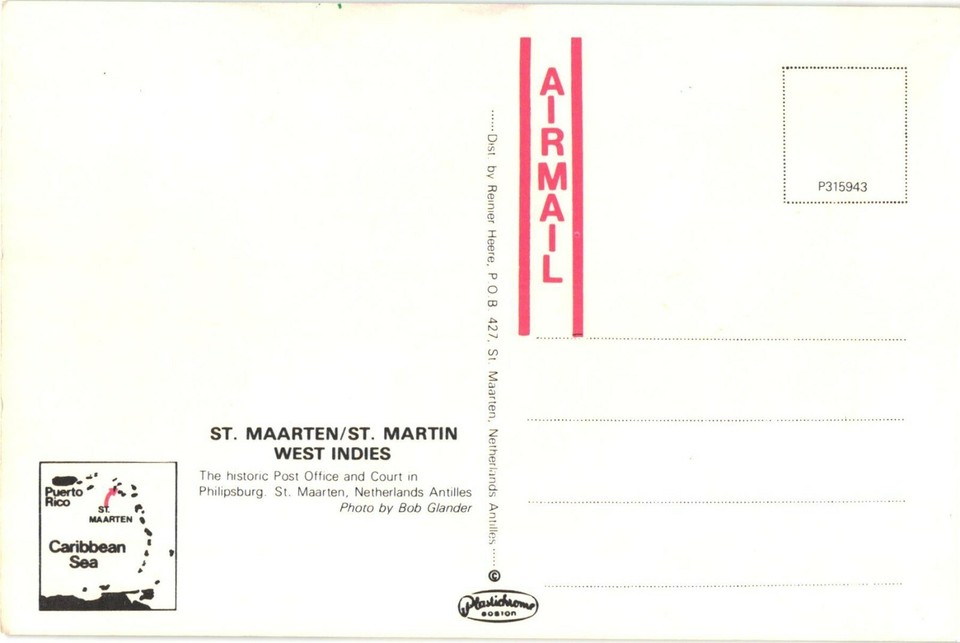 AIRMAIL
P315943
Dist. by Reinier Heere, P.O.B. 427, St. Maarten, Netherlands Antilles
©
ST. MAARTEN/ST. MARTIN
WEST INDIES
The historic Post Office and Court in
Philipsburg. St. Maarten, Netherlands Antilles
Photo by Bob Glander
Puerto
Rico
ST.
MAARTEN
Caribbean
Sea
Plastichrome
BOSTON